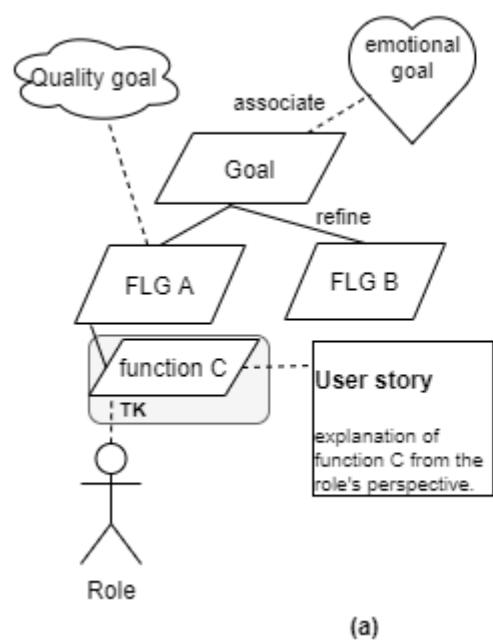 emotional
goal
Quality goal
associate
Goal
refine
FLG A
FLG B
function C
TK
User story
explanation of
function C from the
role's perspective.
Role
(a)